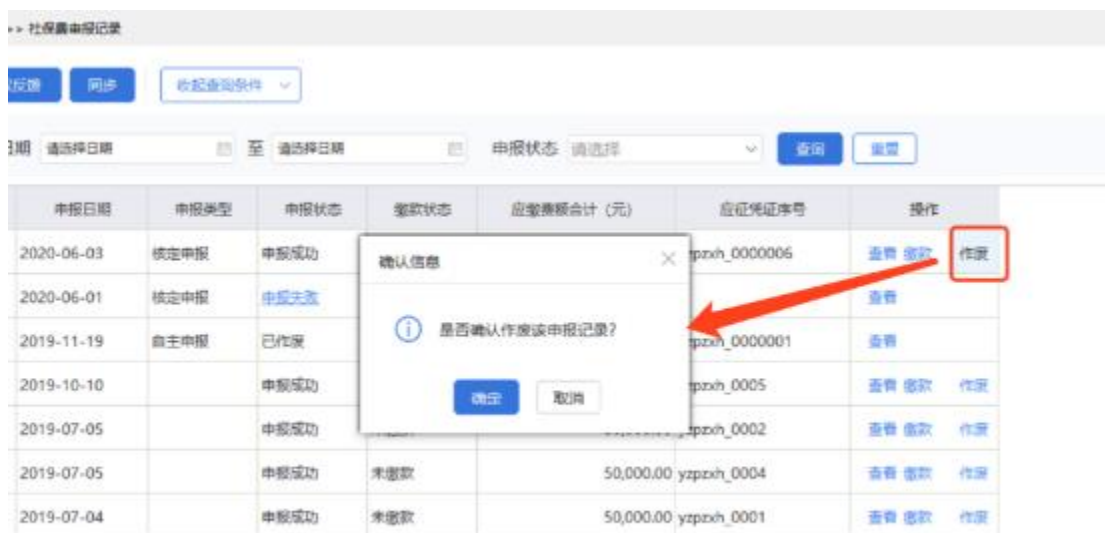 >> 社保费申报记录
反馈 同步 收起查询条件
日期 请选择日期 至 请选择日期 申报状态 请选择 查询 重置
申报日期 申报类型 申报状态 缴款状态 应缴费额合计（元） 应征凭证序号 操作
2020-06-03 核定申报 申报成功 yzpzxh_0000006 查看 缴款 作废
确认信息
2020-06-01 核定申报 申报失败 查看
是否确认作废该申报记录？
2019-11-19 自主申报 已作废 zpzxh_0000001 查看
2019-10-10 申报成功 zpzxh_0005 查看 缴款 作废
确定 取消
2019-07-05 申报成功 yzpzxh_0002 查看 缴款 作废
2019-07-05 申报成功 未缴款 50,000.00 yzpzxh_0004 查看 缴款 作废
2019-07-04 申报成功 未缴款 50,000.00 yzpzxh_0001 查看 缴款 作废